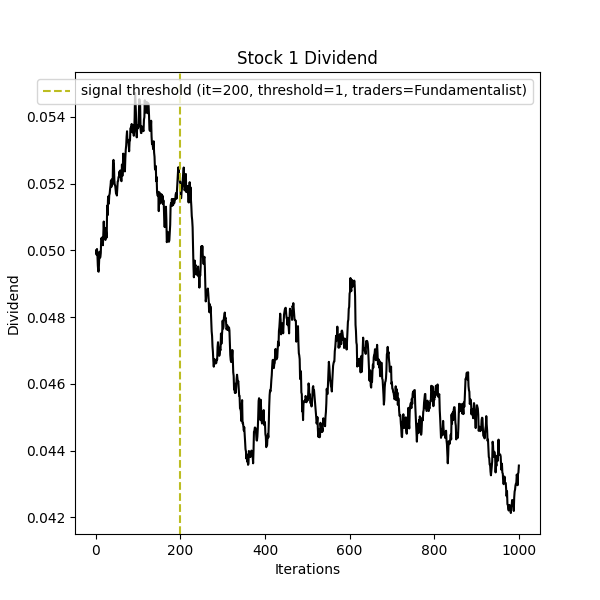 Stock 1 Dividend
signal threshold (it=200, threshold=1, traders=Fundamentalist)
0.054
0.052
0.050
0.048
0.046
0.044
0.042
Dividend
0 200 400 600 800 1000
Iterations